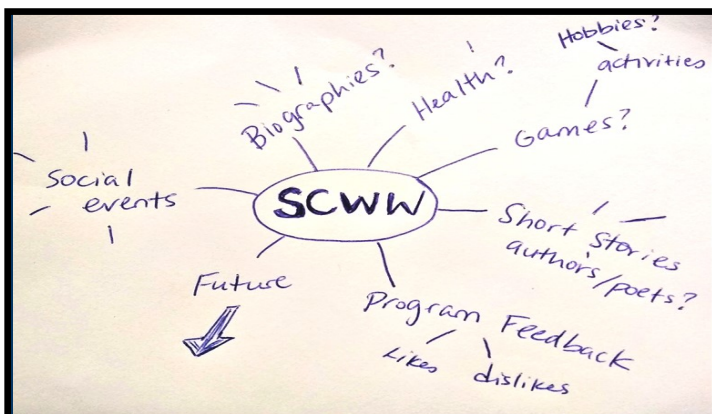 Hobbies?
activities
Biographies?
Health?
Games?
Social
events
SCWW
Short Stories
authors/poets?
Future
Program Feedback
Likes
dislikes